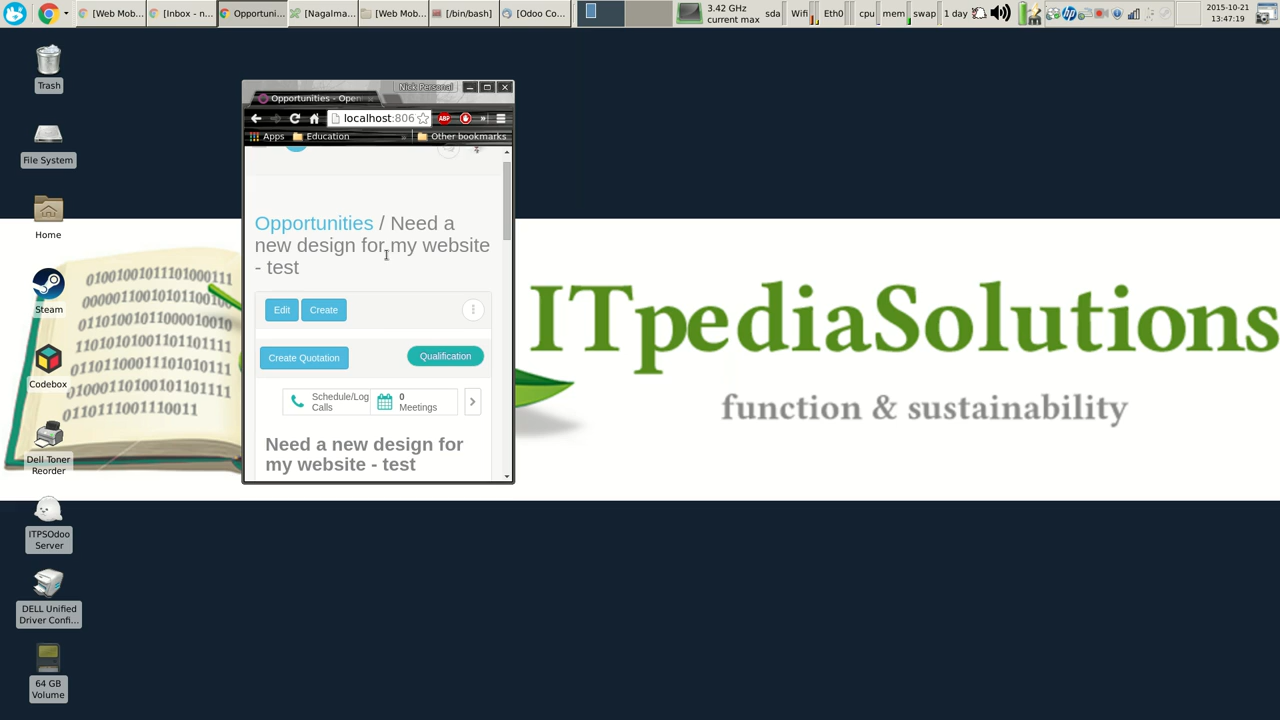 [Web Mob...
[Inbox - n...
Opportuni...
[Nagalma...
[Web Mob...
[/bin/bash]
[Odoo Co...
3.42 GHz
current max
sda
Wifi
Eth0
cpu
mem
swap
1 day
2015-10-21
13:47:19
Trash
File System
Home
Steam
Codebox
Dell Toner
Reorder
ITPSOdoo
Server
DELL Unified
Driver Confi...
64 GB
Volume
Nick Personal
Opportunities - Open
localhost:806
ABP
Apps
Education
»
Other bookmarks
Opportunities / Need a
new design for my website
- test
Edit
Create
Create Quotation
Qualification
Schedule/Log
Calls
0
Meetings
Need a new design for
my website - test
ITpediaSolutions
function & sustainability
010010010111010001111
0110111001110011